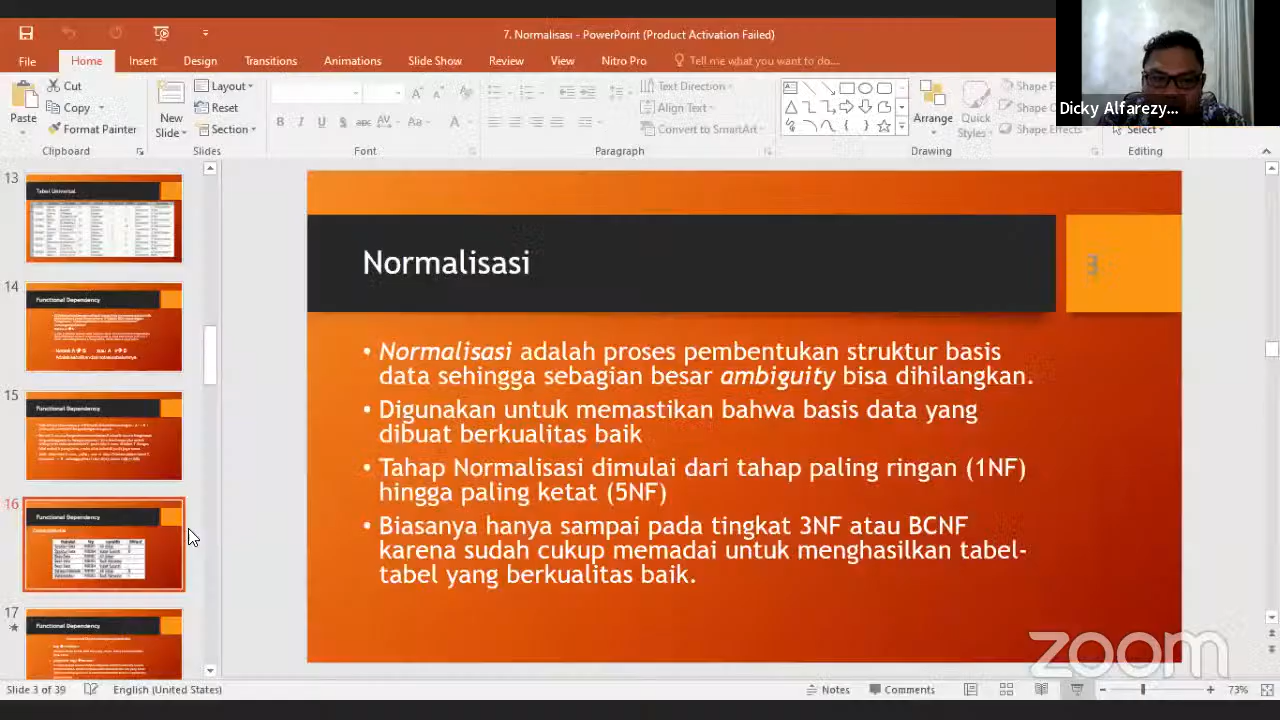 7. Normalisasi - PowerPoint (Product Activation Failed)
File Home Insert Design Transitions Animations Slide Show Review View Nitro Pro Tell me what you want to do...
Dicky Alfarezy...
Cut
Copy
Format Painter
Paste
Clipboard
New Slide
Layout
Reset
Section
Slides
Font
Text Direction
Align Text
Convert to SmartArt
Paragraph
Arrange
Quick Styles
Shape F
Shape
Shape Effects
Drawing
Select
Editing
13
Tabel Universal
14
Functional Dependency
15
Functional Dependency
16
Functional Dependency
17
Functional Dependency
Normalisasi
3
• Normalisasi adalah proses pembentukan struktur basis
data sehingga sebagian besar ambiguity bisa dihilangkan.
• Digunakan untuk memastikan bahwa basis data yang
dibuat berkualitas baik
• Tahap Normalisasi dimulai dari tahap paling ringan (1NF)
hingga paling ketat (5NF)
• Biasanya hanya sampai pada tingkat 3NF atau BCNF
karena sudah cukup memadai untuk menghasilkan tabel-
tabel yang berkualitas baik.
zoom
Slide 3 of 39 English (United States) Notes Comments 73%